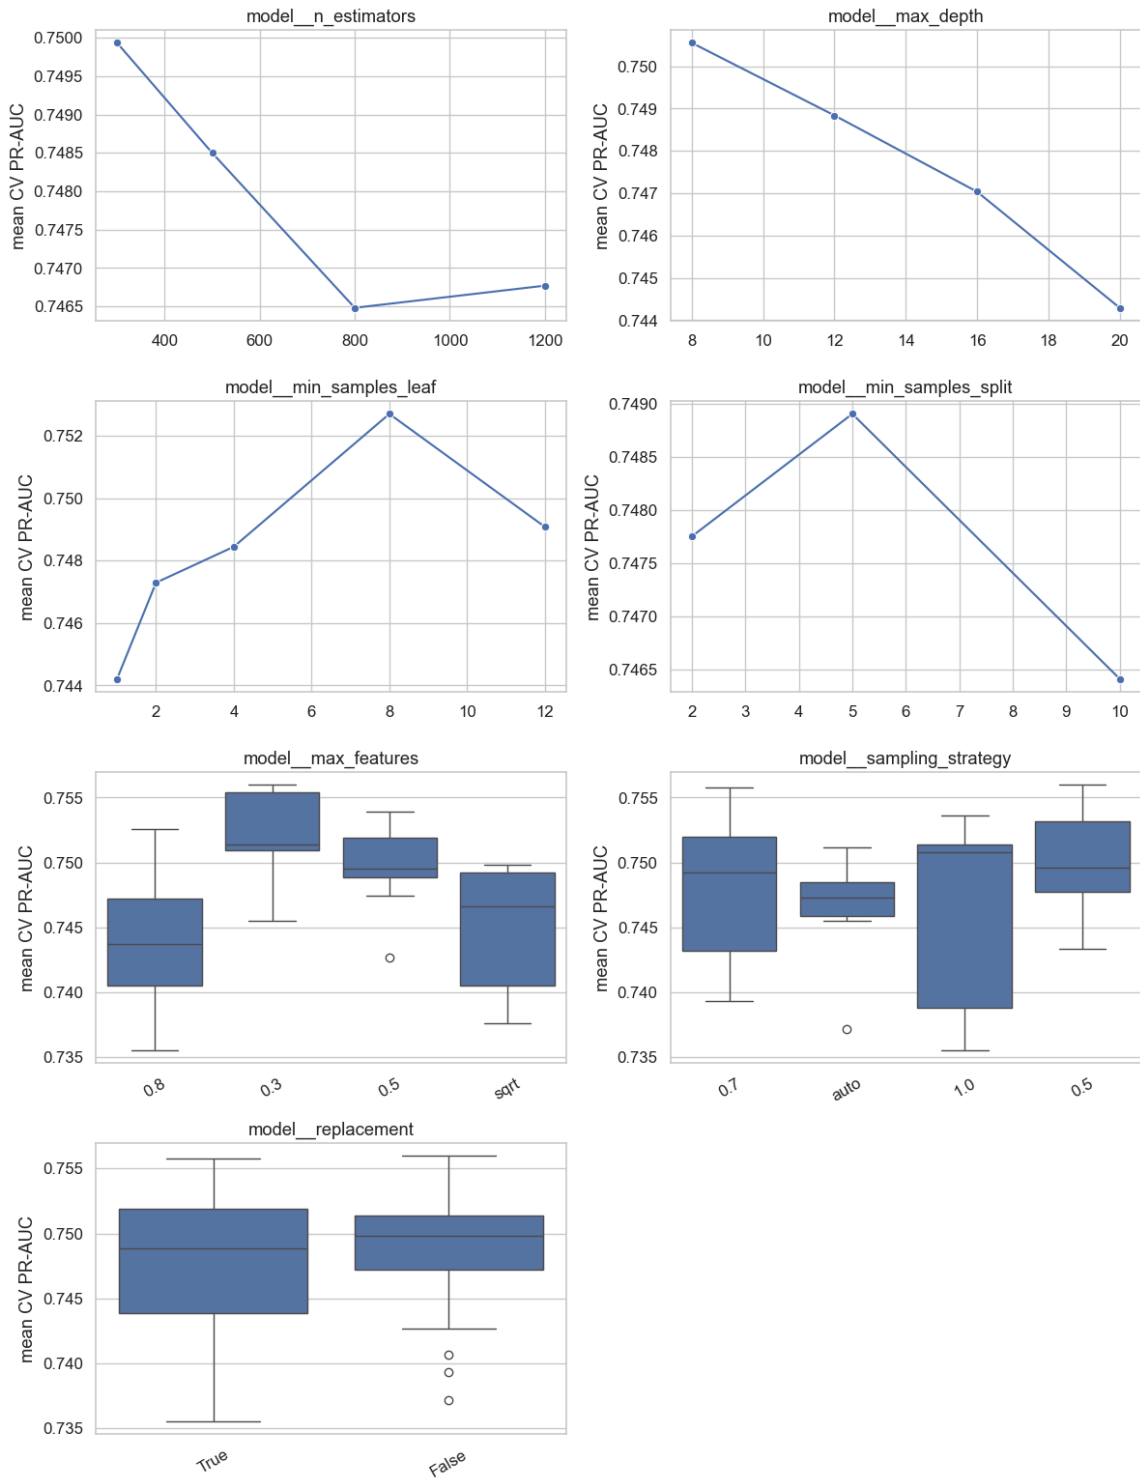 model__n_estimators
mean CV PR-AUC
0.7500
0.7495
0.7490
0.7485
0.7480
0.7475
0.7470
0.7465
400 600 800 1000 1200
model__max_depth
mean CV PR-AUC
0.750
0.749
0.748
0.747
0.746
0.745
0.744
8 10 12 14 16 18 20
model__min_samples_leaf
mean CV PR-AUC
0.752
0.750
0.748
0.746
0.744
2 4 6 8 10 12
model__min_samples_split
mean CV PR-AUC
0.7490
0.7485
0.7480
0.7475
0.7470
0.7465
2 3 4 5 6 7 8 9 10
model__max_features
mean CV PR-AUC
0.755
0.750
0.745
0.740
0.735
0.8 0.3 0.5 sqrt
model__sampling_strategy
mean CV PR-AUC
0.755
0.750
0.745
0.740
0.735
0.7 auto 1.0 0.5
model__replacement
mean CV PR-AUC
0.755
0.750
0.745
0.740
0.735
True False